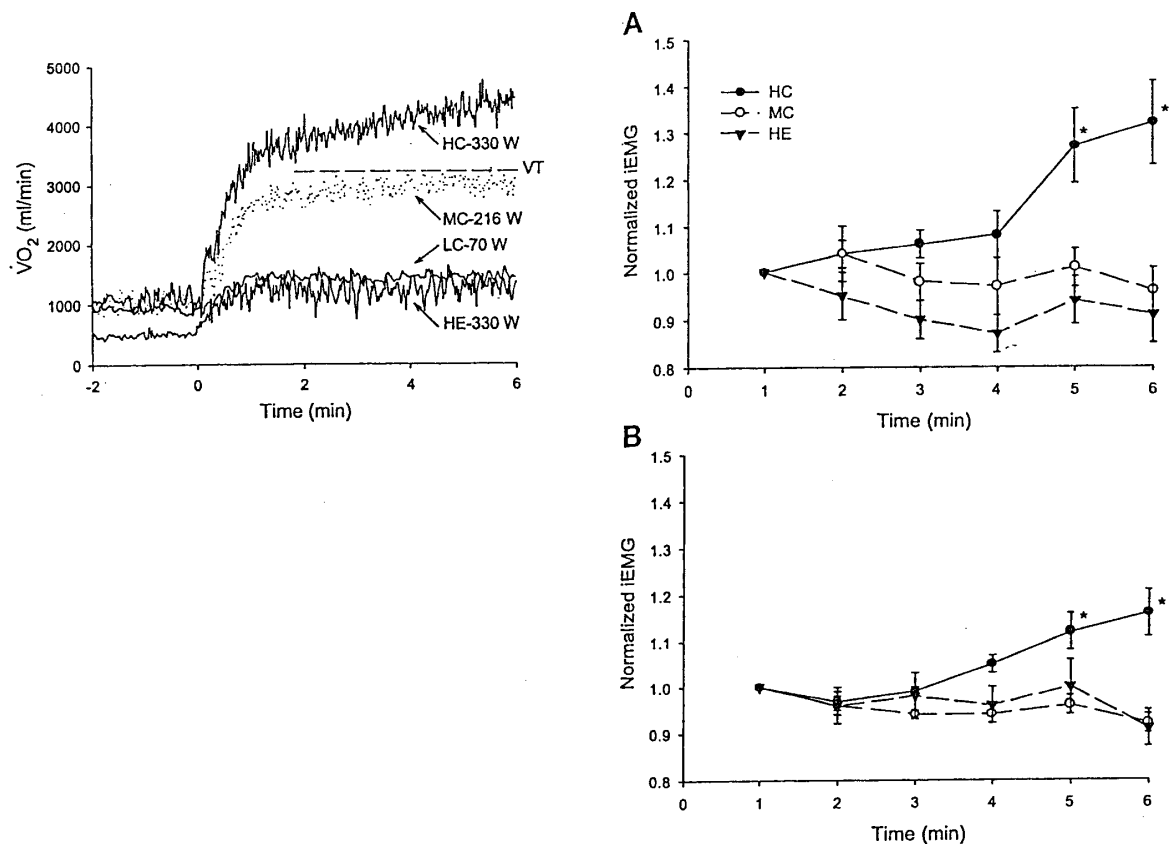 5000
4000
3000
2000
1000
0
V̇O2 (ml/min)
HC-330 W
VT
MC-216 W
LC-70 W
HE-330 W
-2
0
2
4
6
Time (min)
A
1.5
1.4
1.3
1.2
1.1
1.0
0.9
0.8
Normalized iEMG
HC
MC
HE
*
*
0
1
2
3
4
5
6
Time (min)
B
1.5
1.4
1.3
1.2
1.1
1.0
0.9
0.8
Normalized iEMG
*
*
0
1
2
3
4
5
6
Time (min)